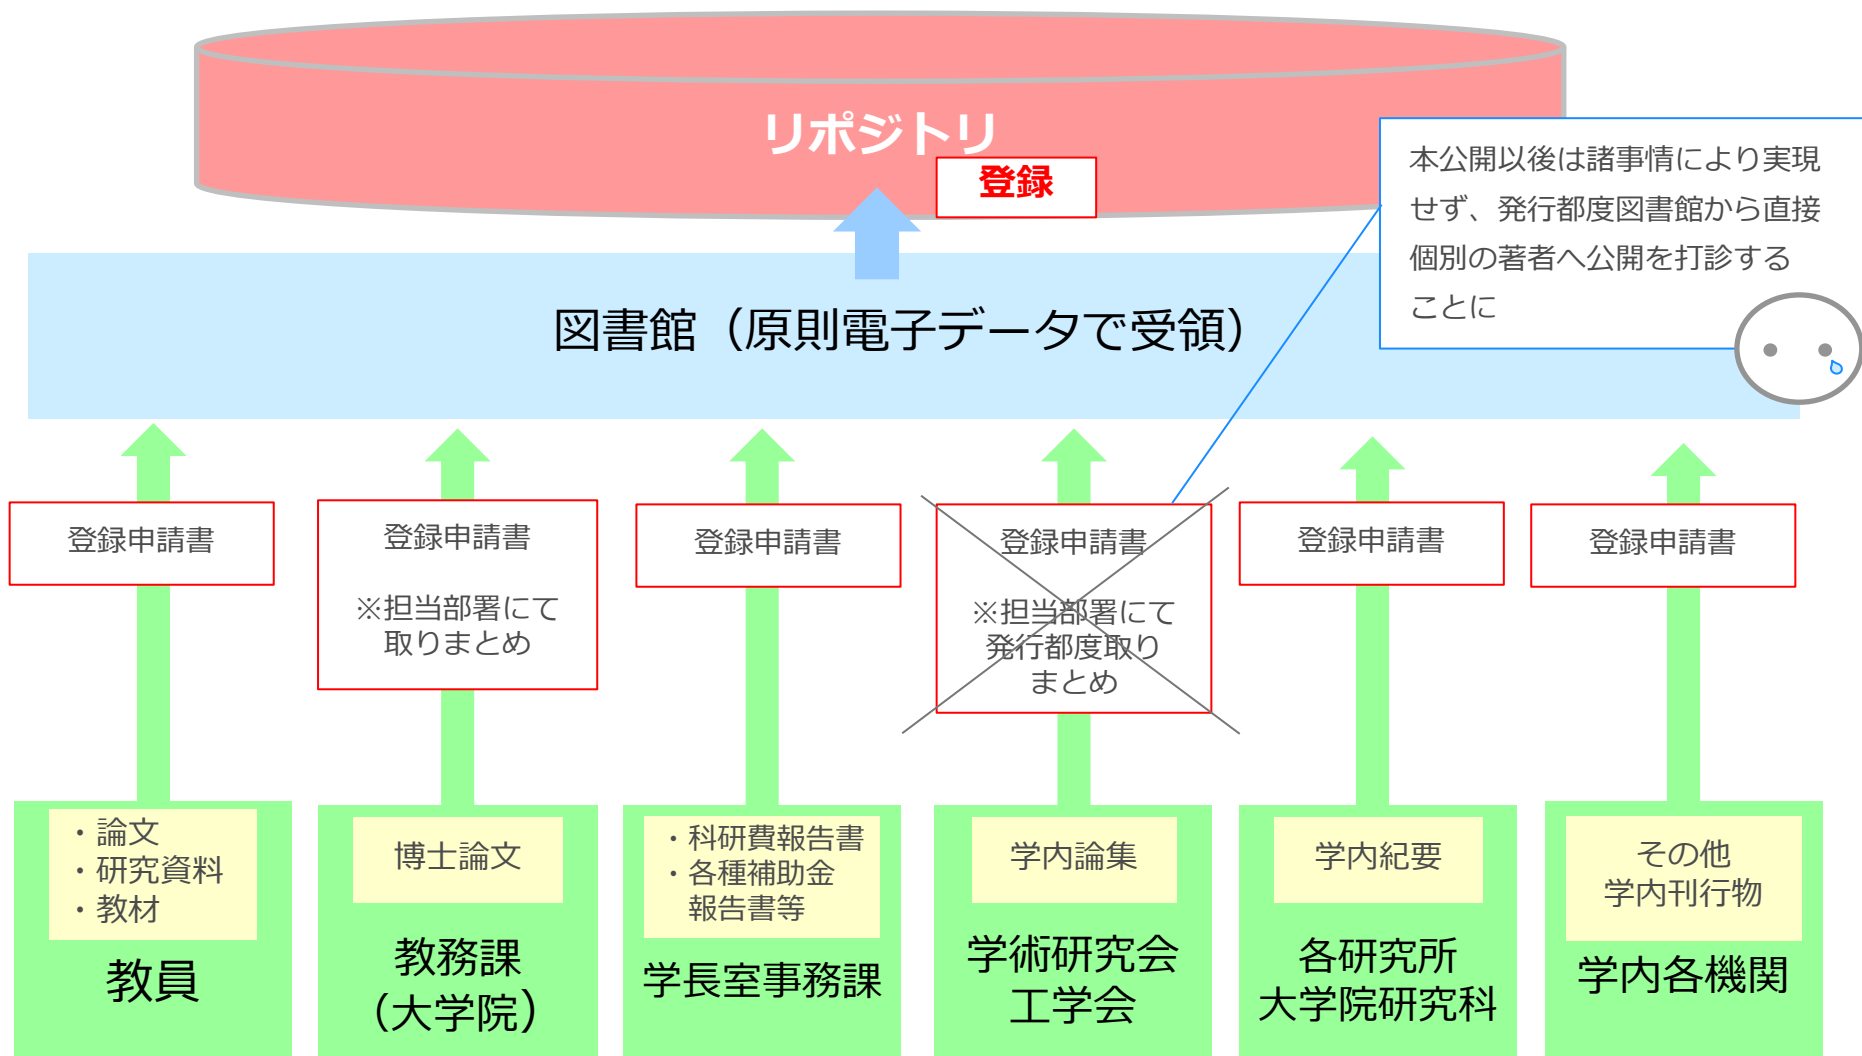 リポジトリ
登録
本公開以後は諸事情により実現
せず、発行都度図書館から直接
個別の著者へ公開を打診する
ことに
図書館（原則電子データで受領）
登録申請書
登録申請書
※担当部署にて
取りまとめ
登録申請書
登録申請書
※担当部署にて
発行都度取り
まとめ
登録申請書
登録申請書
・論文
・研究資料
・教材
教員
博士論文
教務課
（大学院）
・科研費報告書
・各種補助金
報告書等
学長室事務課
学内論集
学術研究会
工学会
学内紀要
各研究所
大学院研究科
その他
学内刊行物
学内各機関